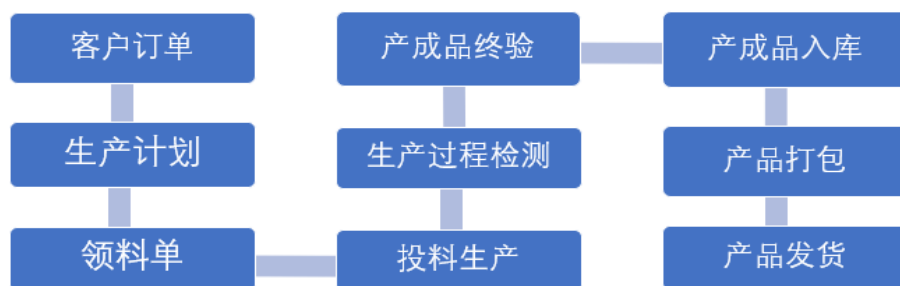 客户订单
生产计划
领料单
投料生产
生产过程检测
产成品终验
产成品入库
产品打包
产品发货